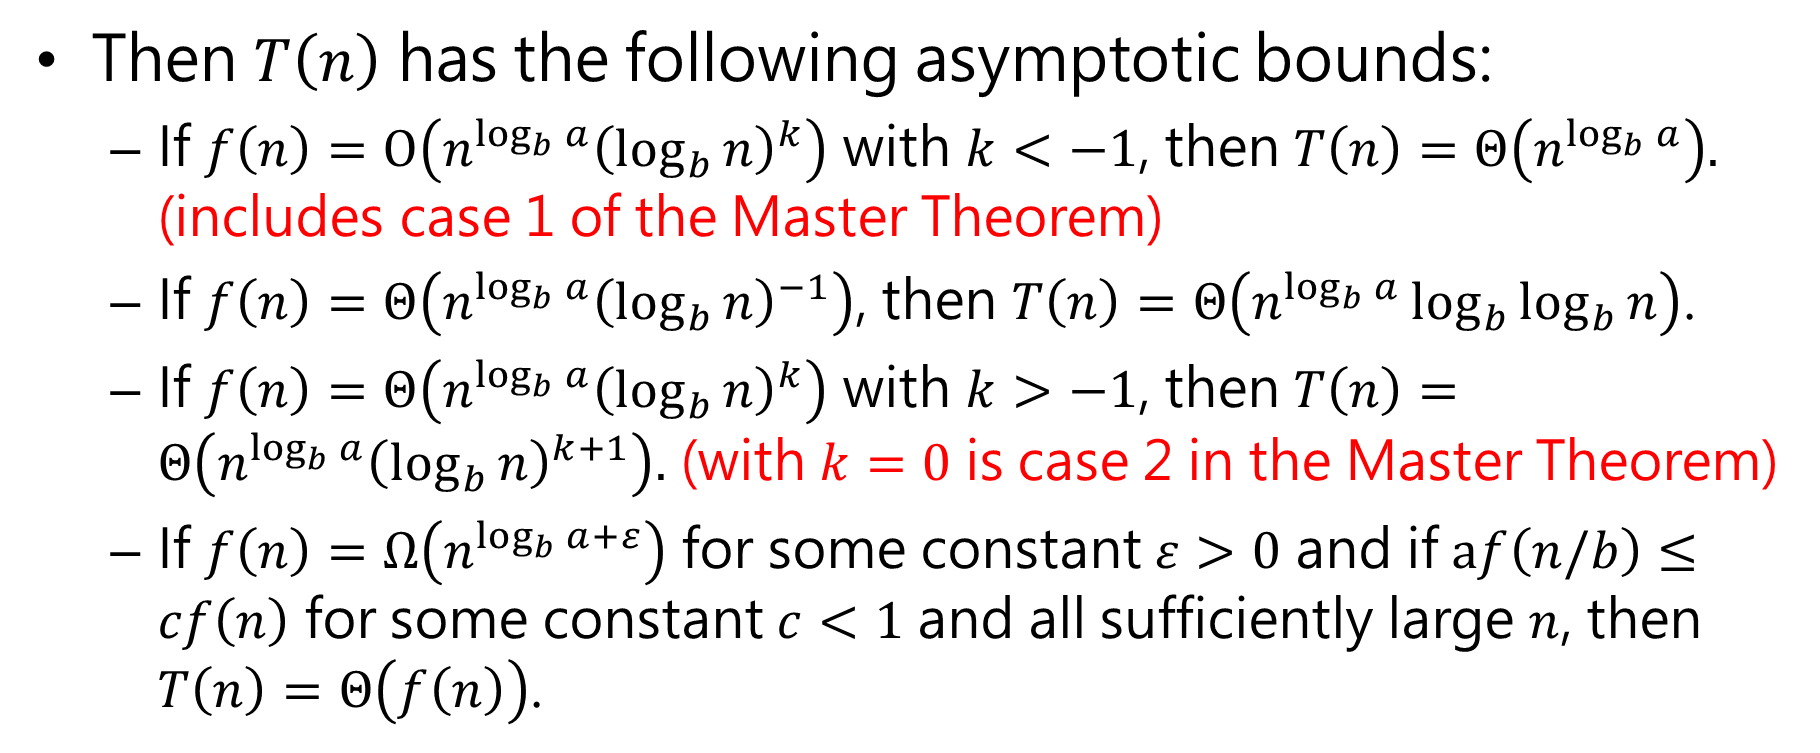 • Then 𝑇(𝑛) has the following asymptotic bounds:
– If 𝑓(𝑛) = O(𝑛^{log_𝑏 𝑎}(log_𝑏 𝑛)^𝑘) with 𝑘 < −1, then 𝑇(𝑛) = Θ(𝑛^{log_𝑏 𝑎}).
(includes case 1 of the Master Theorem)
– If 𝑓(𝑛) = Θ(𝑛^{log_𝑏 𝑎}(log_𝑏 𝑛)^{−1}), then 𝑇(𝑛) = Θ(𝑛^{log_𝑏 𝑎} log_𝑏 log_𝑏 𝑛).
– If 𝑓(𝑛) = Θ(𝑛^{log_𝑏 𝑎}(log_𝑏 𝑛)^𝑘) with 𝑘 > −1, then 𝑇(𝑛) =
Θ(𝑛^{log_𝑏 𝑎}(log_𝑏 𝑛)^{𝑘+1}). (with 𝑘 = 0 is case 2 in the Master Theorem)
– If 𝑓(𝑛) = Ω(𝑛^{log_𝑏 𝑎+𝜀}) for some constant 𝜀 > 0 and if a𝑓(𝑛/𝑏) ≤
𝑐𝑓(𝑛) for some constant 𝑐 < 1 and all sufficiently large 𝑛, then
𝑇(𝑛) = Θ(𝑓(𝑛)).